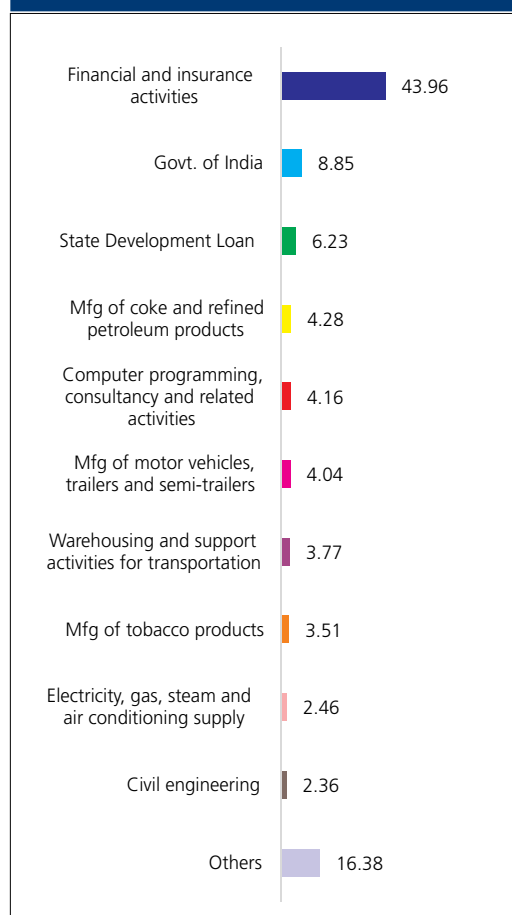 Financial and insurance
activities
43.96
Govt. of India
8.85
State Development Loan
6.23
Mfg of coke and refined
petroleum products
4.28
Computer programming,
consultancy and related
activities
4.16
Mfg of motor vehicles,
trailers and semi-trailers
4.04
Warehousing and support
activities for transportation
3.77
Mfg of tobacco products
3.51
Electricity, gas, steam and
air conditioning supply
2.46
Civil engineering
2.36
Others
16.38